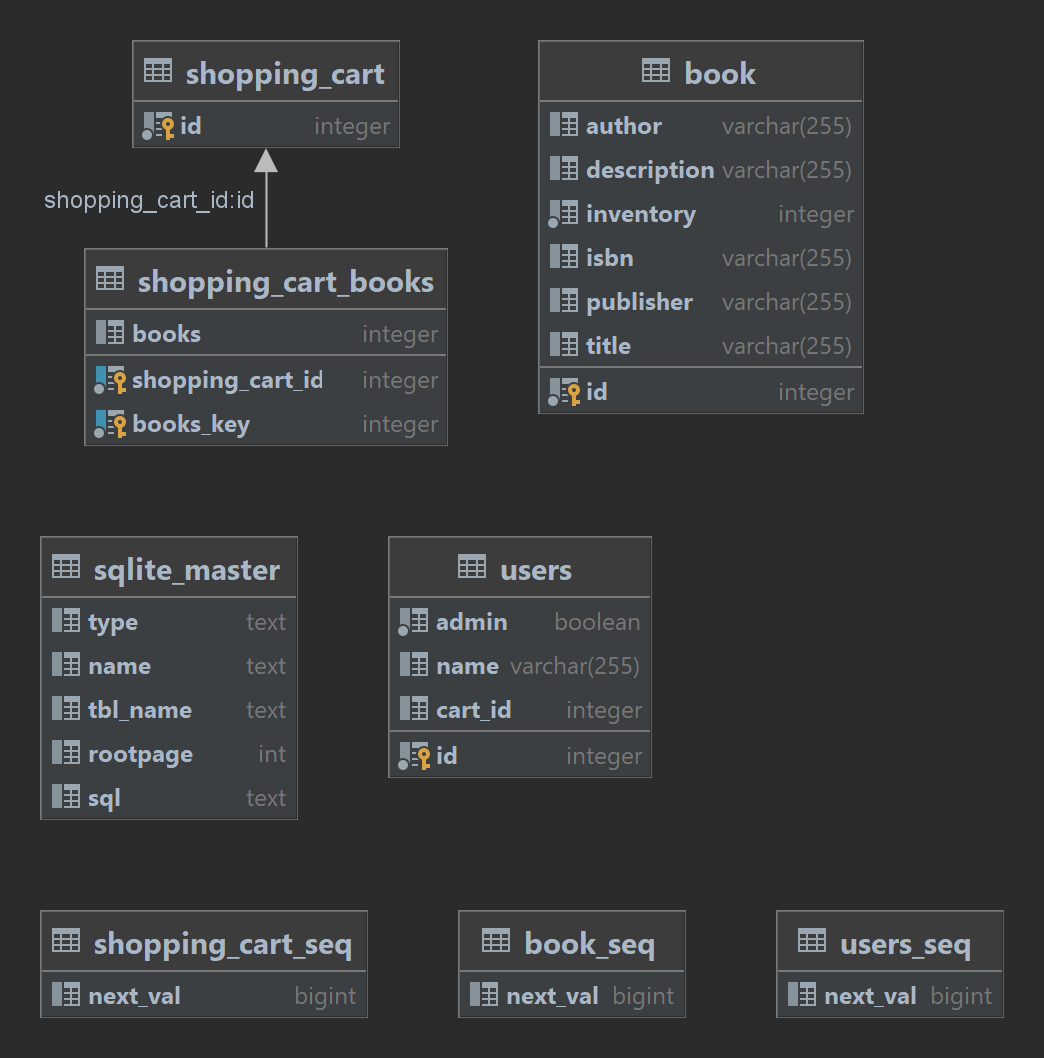 shopping_cart
id integer
shopping_cart_id:id
shopping_cart_books
books integer
shopping_cart_id integer
books_key integer
book
author varchar(255)
description varchar(255)
inventory integer
isbn varchar(255)
publisher varchar(255)
title varchar(255)
id integer
sqlite_master
type text
name text
tbl_name text
rootpage int
sql text
users
admin boolean
name varchar(255)
cart_id integer
id integer
shopping_cart_seq
next_val bigint
book_seq
next_val bigint
users_seq
next_val bigint